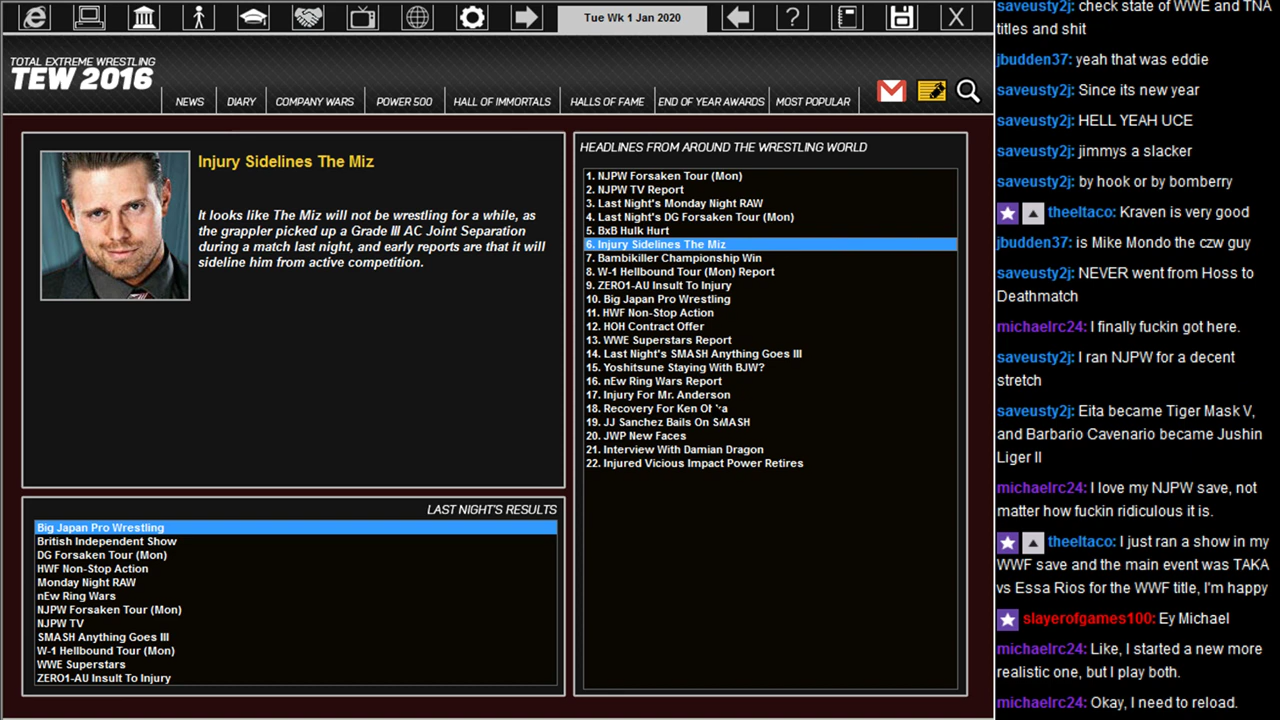 Tue Wk 1 Jan 2020
?
X
TOTAL EXTREME WRESTLING
TEW 2016
NEWS
DIARY
COMPANY WARS
POWER 500
HALL OF IMMORTALS
HALLS OF FAME
END OF YEAR AWARDS
MOST POPULAR
Injury Sidelines The Miz
It looks like The Miz will not be wrestling for a while, as
the grappler picked up a Grade III AC Joint Separation
during a match last night, and early reports are that it will
sideline him from active competition.
LAST NIGHT'S RESULTS
Big Japan Pro Wrestling
British Independent Show
DG Forsaken Tour (Mon)
HWF Non-Stop Action
Monday Night RAW
nEw Ring Wars
NJPW Forsaken Tour (Mon)
NJPW TV
SMASH Anything Goes III
W-1 Hellbound Tour (Mon)
WWE Superstars
ZERO1-AU Insult To Injury
HEADLINES FROM AROUND THE WRESTLING WORLD
1. NJPW Forsaken Tour (Mon)
2. NJPW TV Report
3. Last Night's Monday Night RAW
4. Last Night's DG Forsaken Tour (Mon)
5. BxB Hulk Hurt
6. Injury Sidelines The Miz
7. Bambikiller Championship Win
8. W-1 Hellbound Tour (Mon) Report
9. ZERO1-AU Insult To Injury
10. Big Japan Pro Wrestling
11. HWF Non-Stop Action
12. HOH Contract Offer
13. WWE Superstars Report
14. Last Night's SMASH Anything Goes III
15. Yoshitsune Staying With BJW?
16. nEw Ring Wars Report
17. Injury For Mr. Anderson
18. Recovery For Ken
19. JJ Sanchez Bails On SMASH
20. JWP New Faces
21. Interview With Damian Dragon
22. Injured Vicious Impact Power Retires
saveusty2j: check state of WWE and TNA
titles and shit
jbudden37: yeah that was eddie
saveusty2j: Since its new year
saveusty2j: HELL YEAH UCE
saveusty2j: jimmys a slacker
saveusty2j: by hook or by bomberry
theeltaco: Kraven is very good
jbudden37: is Mike Mondo the czw guy
saveusty2j: NEVER went from Hoss to
Deathmatch
michaelrc24: I finally fuckin got here.
saveusty2j: I ran NJPW for a decent
stretch
saveusty2j: Eita became Tiger Mask V,
and Barbario Cavenario became Jushin
Liger II
michaelrc24: I love my NJPW save, not
matter how fuckin ridiculous it is.
theeltaco: I just ran a show in my
WWF save and the main event was TAKA
vs Essa Rios for the WWF title, I'm happy
slayerofgames100: Ey Michael
michaelrc24: Like, I started a new more
realistic one, but I play both.
michaelrc24: Okay, I need to reload.